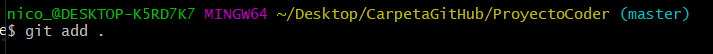 nico_@DESKTOP-K5RD7K7 MINGW64 ~/Desktop/CarpetaGitHub/ProyectoCoder (master)
$ git add .